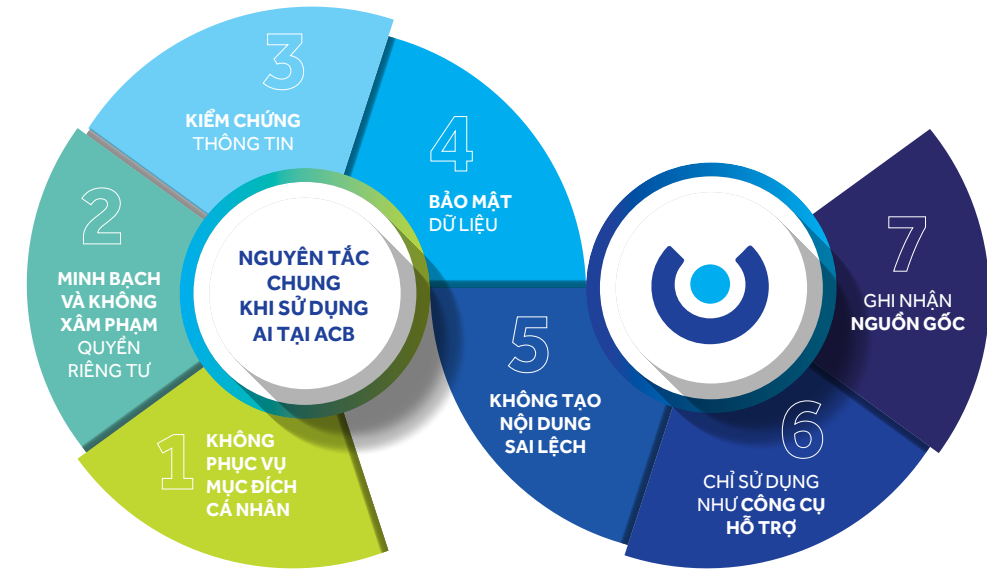 NGUYÊN TẮC
CHUNG
KHI SỬ DỤNG
AI TẠI ACB
1
KHÔNG
PHỤC VỤ
MỤC ĐÍCH
CÁ NHÂN
2
MINH BẠCH
VÀ KHÔNG
XÂM PHẠM
QUYỀN
RIÊNG TƯ
3
KIỂM CHỨNG
THÔNG TIN
4
BẢO MẬT
DỮ LIỆU
5
KHÔNG TẠO
NỘI DUNG
SAI LỆCH
6
CHỈ SỬ DỤNG
NHƯ CÔNG CỤ
HỖ TRỢ
7
GHI NHẬN
NGUỒN GỐC